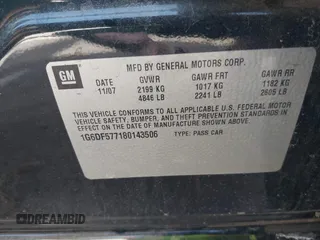 GM
MFD BY GENERAL MOTORS CORP.
DATE GVWR GAWR FRT GAWR RR
11/07 2199 KG 1017 KG 1182 KG
4846 LB 2241 LB 2605 LB
THIS VEHICLE CONFORMS TO ALL APPLICABLE U.S. FEDERAL MOTOR
VEHICLE SAFETY, BUMPER, AND THEFT PREVENTION STANDARDS IN
EFFECT ON THE DATE OF MANUFACTURE SHOWN ABOVE.
1G6DF577180143506 TYPE: PASS CAR
DREAMBID